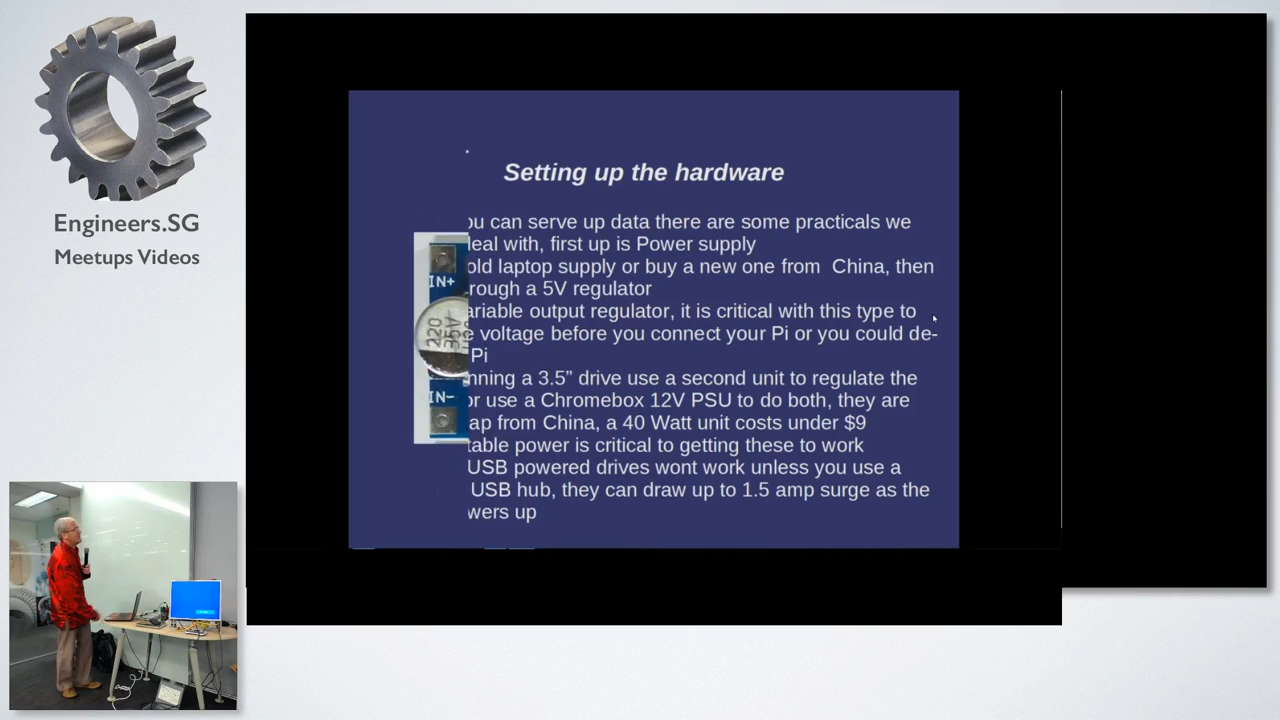 Engineers.SG
Meetups Videos
Setting up the hardware
ou can serve up data there are some practicals we
eal with, first up is Power supply
old laptop supply or buy a new one from China, then
rough a 5V regulator
ariable output regulator, it is critical with this type to
e voltage before you connect your Pi or you could de-
Pi
nning a 3.5” drive use a second unit to regulate the
or use a Chromebox 12V PSU to do both, they are
ap from China, a 40 Watt unit costs under $9
table power is critical to getting these to work
USB powered drives wont work unless you use a
USB hub, they can draw up to 1.5 amp surge as the
wers up
IN+
220
35V
IN-